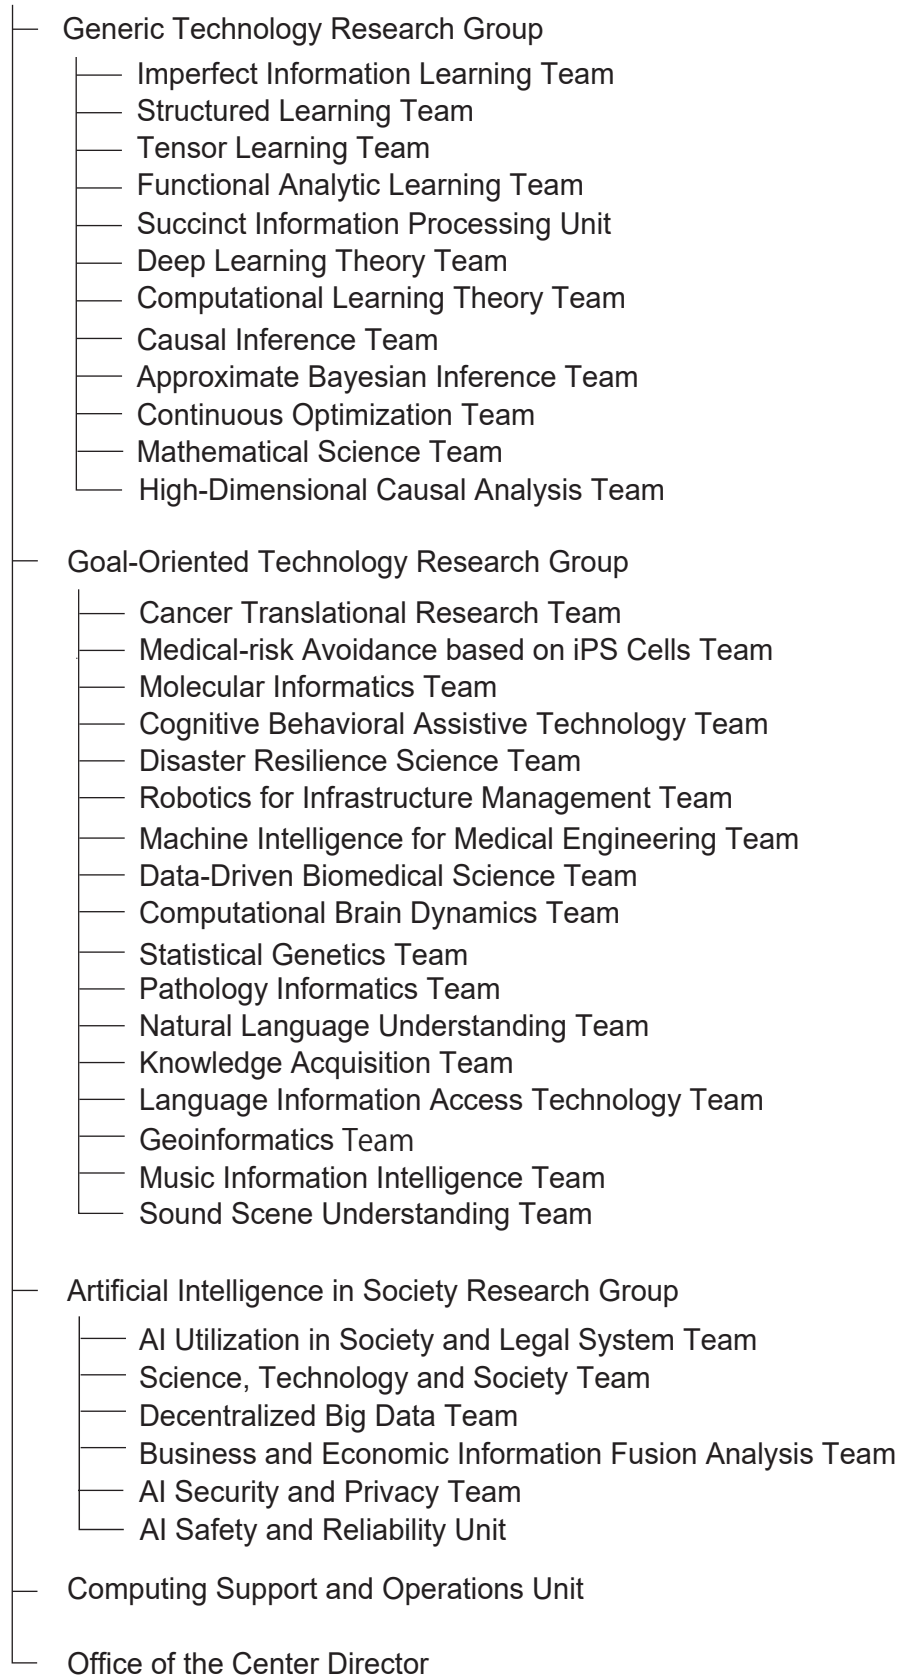 Generic Technology Research Group
Imperfect Information Learning Team
Structured Learning Team
Tensor Learning Team
Functional Analytic Learning Team
Succinct Information Processing Unit
Deep Learning Theory Team
Computational Learning Theory Team
Causal Inference Team
Approximate Bayesian Inference Team
Continuous Optimization Team
Mathematical Science Team
High-Dimensional Causal Analysis Team
Goal-Oriented Technology Research Group
Cancer Translational Research Team
Medical-risk Avoidance based on iPS Cells Team
Molecular Informatics Team
Cognitive Behavioral Assistive Technology Team
Disaster Resilience Science Team
Robotics for Infrastructure Management Team
Machine Intelligence for Medical Engineering Team
Data-Driven Biomedical Science Team
Computational Brain Dynamics Team
Statistical Genetics Team
Pathology Informatics Team
Natural Language Understanding Team
Knowledge Acquisition Team
Language Information Access Technology Team
Geoinformatics Team
Music Information Intelligence Team
Sound Scene Understanding Team
Artificial Intelligence in Society Research Group
AI Utilization in Society and Legal System Team
Science, Technology and Society Team
Decentralized Big Data Team
Business and Economic Information Fusion Analysis Team
AI Security and Privacy Team
AI Safety and Reliability Unit
Computing Support and Operations Unit
Office of the Center Director